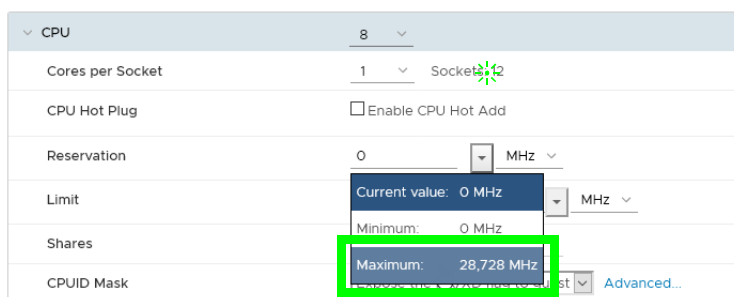 CPU 8
Cores per Socket 1 Sockets: 12
CPU Hot Plug Enable CPU Hot Add
Reservation 0 MHz
Current value: 0 MHz
Limit MHz
Minimum: 0 MHz
Shares
Maximum: 28,728 MHz
CPUID Mask Advanced...